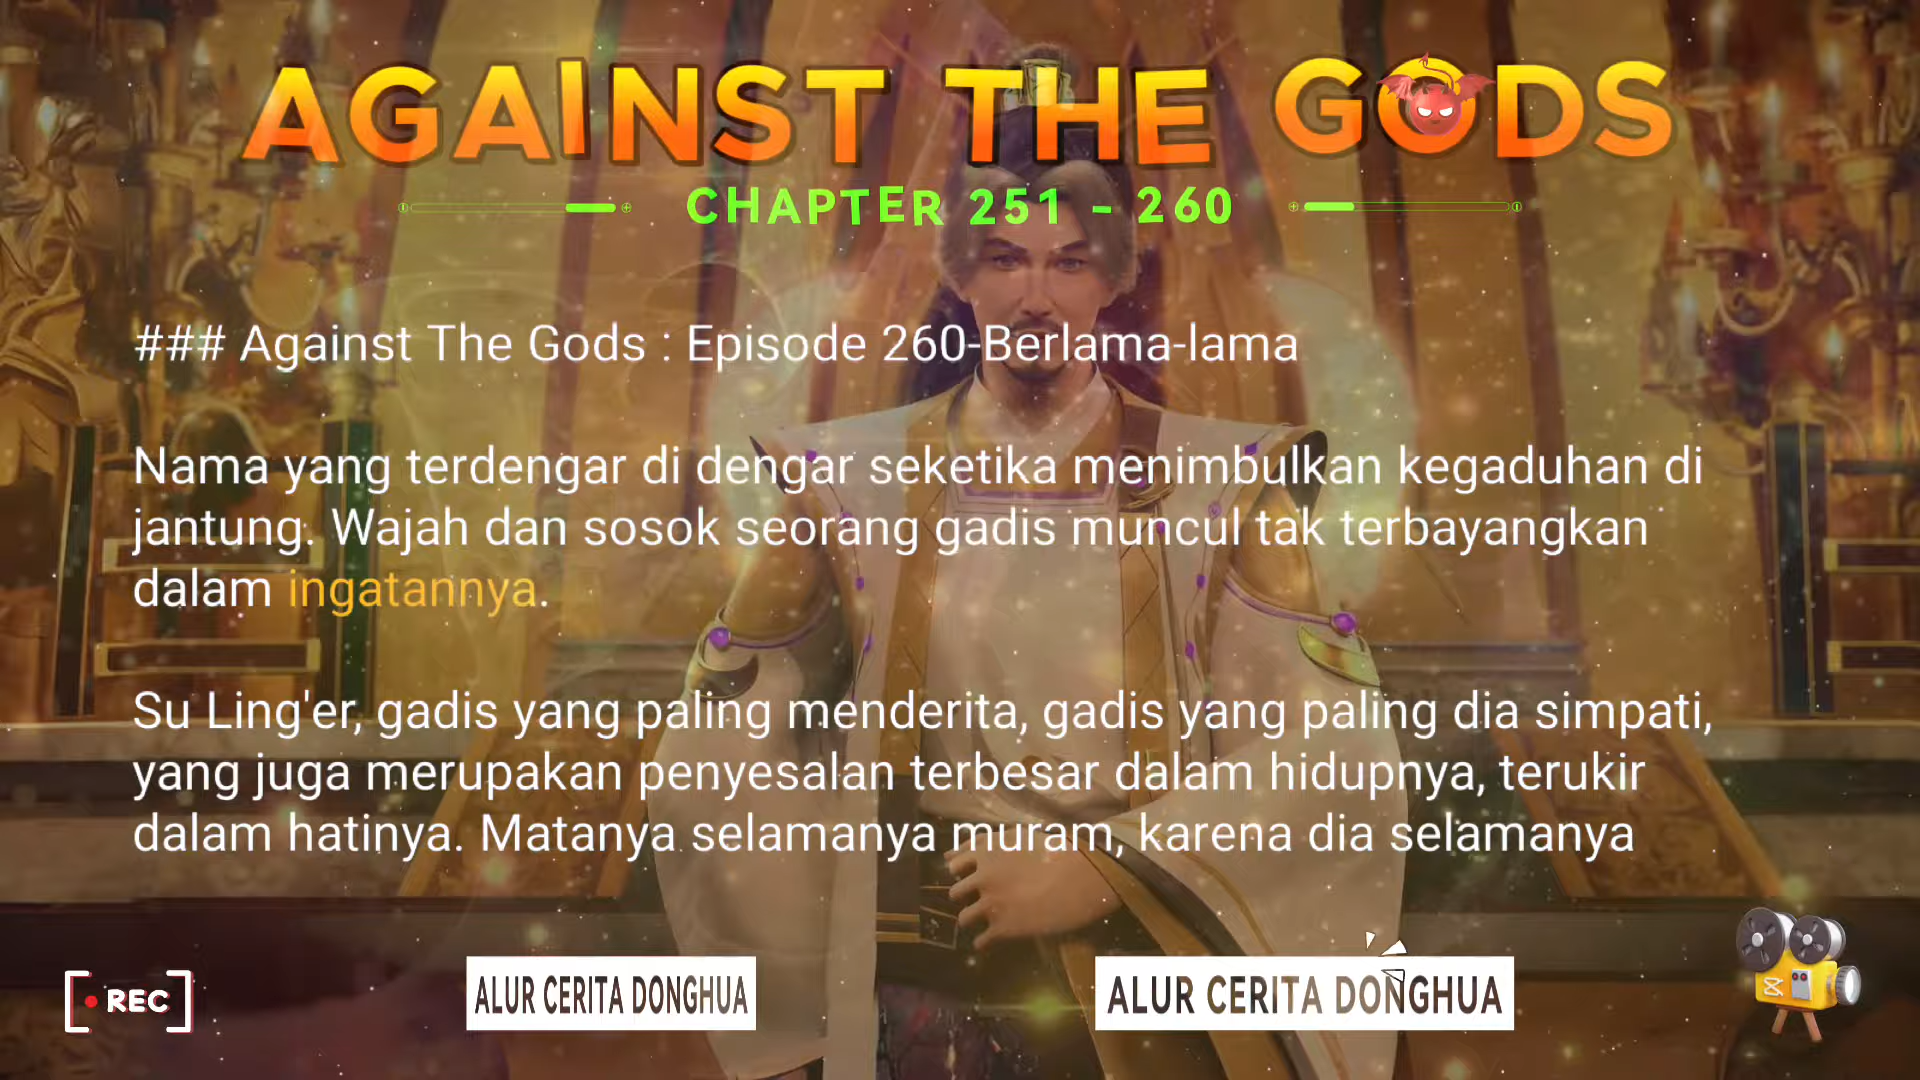 AGAINST THE GODS
CHAPTER 251 - 260
### Against The Gods : Episode 260-Berlama-lama
Nama yang terdengar di dengar seketika menimbulkan kegaduhan di
jantung. Wajah dan sosok seorang gadis muncul tak terbayangkan
dalam ingatannya.
Su Ling'er, gadis yang paling menderita, gadis yang paling dia simpati,
yang juga merupakan penyesalan terbesar dalam hidupnya, terukir
dalam hatinya. Matanya selamanya muram, karena dia selamanya
REC
ALUR CERITA DONGHUA
ALUR CERITA DONGHUA